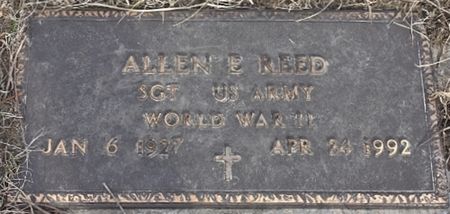 ALLEN E REED
SGT US ARMY
WORLD WAR II
JAN 6 1927 APR 24 1992